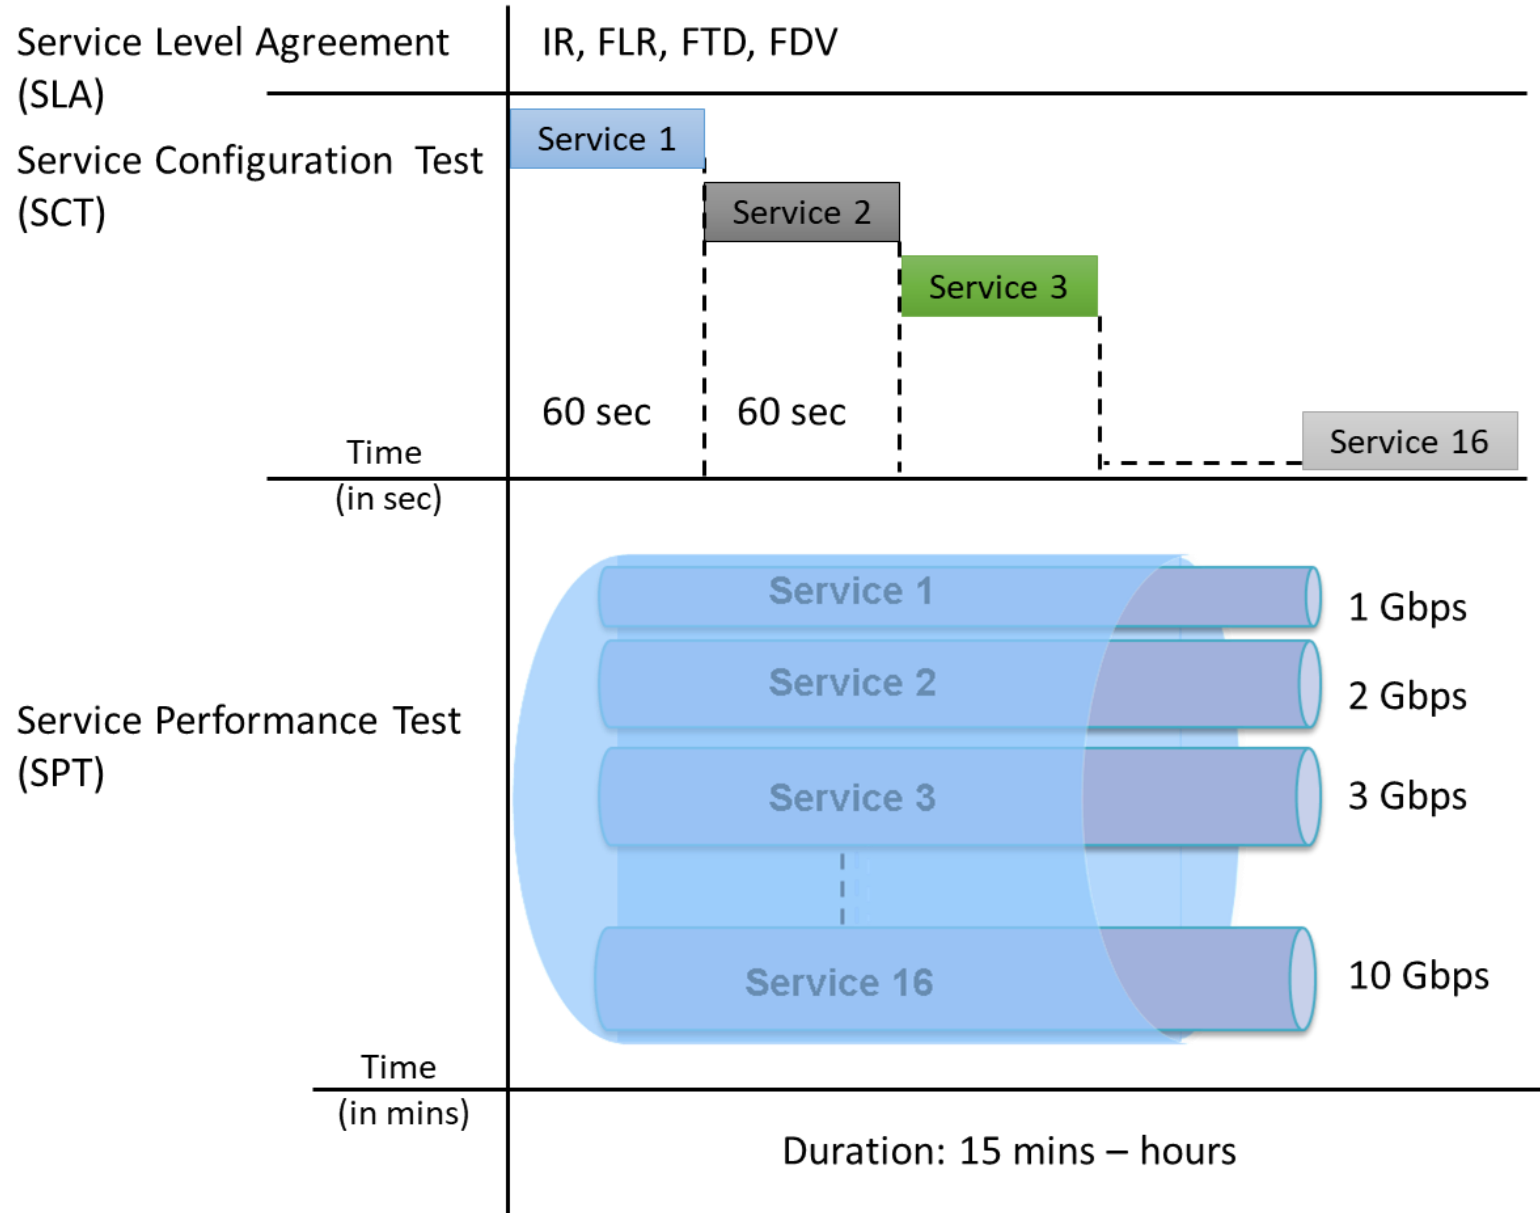 Service Level Agreement
(SLA)
IR, FLR, FTD, FDV
Service Configuration Test
(SCT)
Service 1
Service 2
Service 3
60 sec
60 sec
Service 16
Time
(in sec)
Service Performance Test
(SPT)
Service 1
1 Gbps
Service 2
2 Gbps
Service 3
3 Gbps
Service 16
10 Gbps
Time
(in mins)
Duration: 15 mins – hours